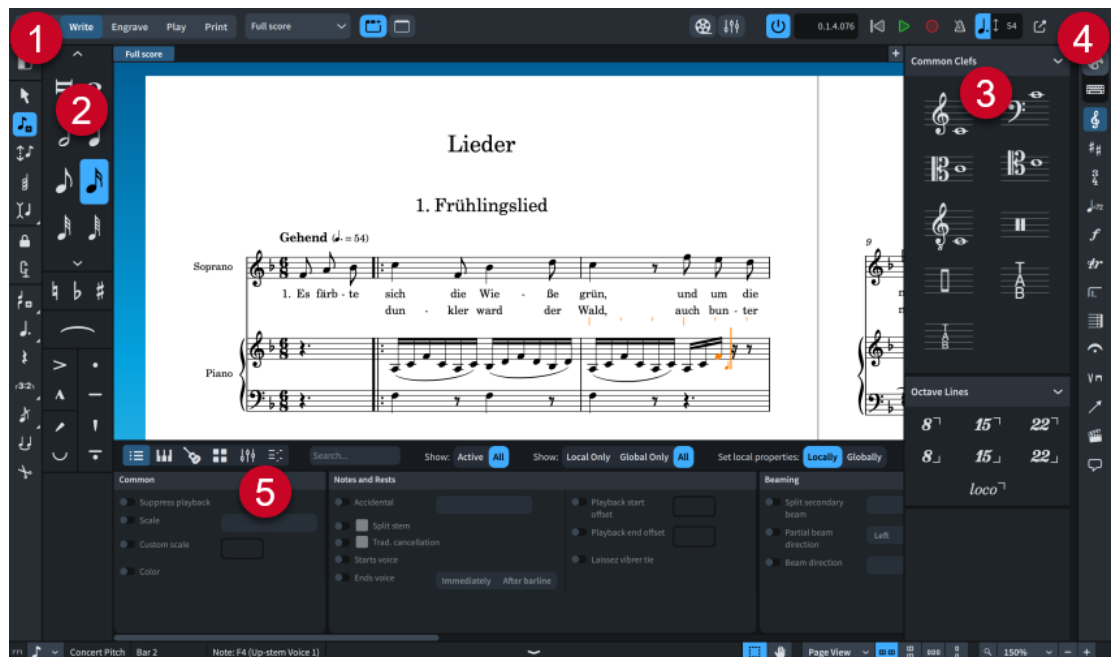 1
Write Engrave Play Print Full score
0.1.4.076
54
4
Full score
+
2
Common Clefs
3
Lieder
1. Frühlingslied
Gehend (♩. = 54)
9
Soprano
1. Es färb - te sich die Wie - ße grün, und um die
dun - kler ward der Wald, auch bun - ter
Piano
T
A
B
T
A
B
Octave Lines
8 15 22
8 15 22
loco
Search...
Show: Active All
Show: Local Only Global Only All
Set local properties: Locally Globally
5
Common
Suppress playback
Scale
Custom scale
Color
Notes and Rests
Accidental
Split stem
Trad. cancellation
Starts voice
Ends voice
Immediately After barline
Playback start
offset
Playback end offset
Laissez vibrer tie
Beaming
Split secondary
beam
Partial beam
direction
Left
Beam direction
Concert Pitch Bar 2 Note: F4 (Up-stem Voice 1)
Page View
150%